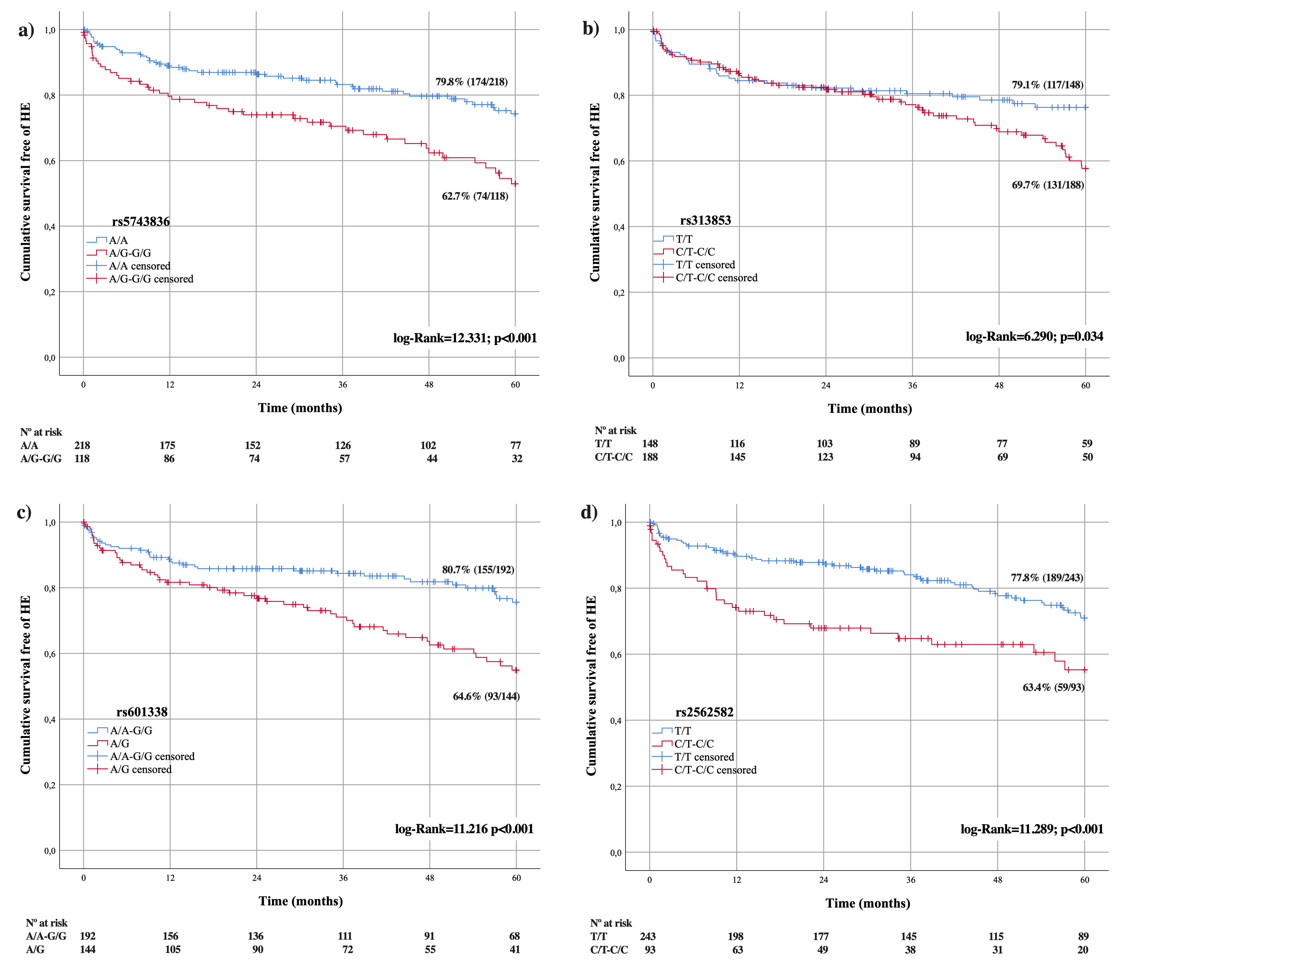 a)
Cumulative survival free of HE
1,0
0,8
0,6
0,4
0,2
0,0
79.8% (174/218)
62.7% (74/118)
rs5743836
A/A
A/G-G/G
A/A censored
A/G-G/G censored
log-Rank=12.331; p<0.001
0 12 24 36 48 60
Time (months)
Nº at risk
A/A 218 175 152 126 102 77
A/G-G/G 118 86 74 57 44 32
b)
Cumulative survival free of HE
1,0
0,8
0,6
0,4
0,2
0,0
79.1% (117/148)
69.7% (131/188)
rs313853
T/T
C/T-C/C
T/T censored
C/T-C/C censored
log-Rank=6.290; p=0.034
0 12 24 36 48 60
Time (months)
Nº at risk
T/T 148 116 103 89 77 59
C/T-C/C 188 145 123 94 69 50
c)
Cumulative survival free of HE
1,0
0,8
0,6
0,4
0,2
0,0
80.7% (155/192)
64.6% (93/144)
rs601338
A/A-G/G
A/G
A/A-G/G censored
A/G censored
log-Rank=11.216 p<0.001
0 12 24 36 48 60
Time (months)
Nº at risk
A/A-G/G 192 156 136 111 91 68
A/G 144 105 90 72 55 41
d)
Cumulative survival free of HE
1,0
0,8
0,6
0,4
0,2
0,0
77.8% (189/243)
63.4% (59/93)
rs2562582
T/T
C/T-C/C
T/T censored
C/T-C/C censored
log-Rank=11.289; p<0.001
0 12 24 36 48 60
Time (months)
Nº at risk
T/T 243 198 177 145 115 89
C/T-C/C 93 63 49 38 31 20